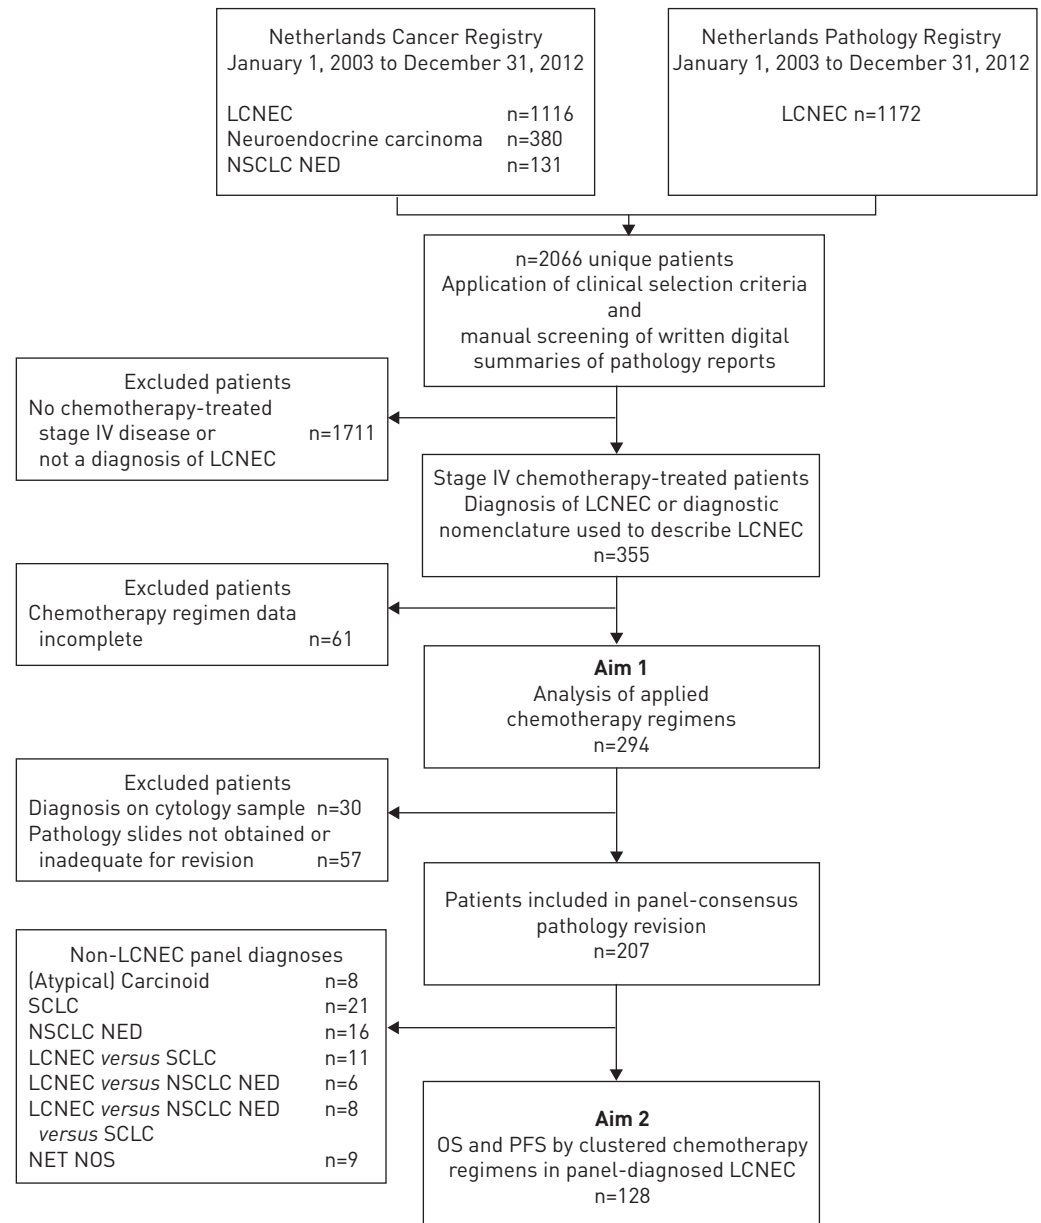 Netherlands Cancer Registry
January 1, 2003 to December 31, 2012
LCNEC n=1116
Neuroendocrine carcinoma n=380
NSCLC NED n=131
Netherlands Pathology Registry
January 1, 2003 to December 31, 2012
LCNEC n=1172
n=2066 unique patients
Application of clinical selection criteria
and
manual screening of written digital
summaries of pathology reports
Excluded patients
No chemotherapy-treated
stage IV disease or n=1711
not a diagnosis of LCNEC
Stage IV chemotherapy-treated patients
Diagnosis of LCNEC or diagnostic
nomenclature used to describe LCNEC
n=355
Excluded patients
Chemotherapy regimen data
incomplete n=61
Aim 1
Analysis of applied
chemotherapy regimens
n=294
Excluded patients
Diagnosis on cytology sample n=30
Pathology slides not obtained or
inadequate for revision n=57
Patients included in panel-consensus
pathology revision
n=207
Non-LCNEC panel diagnoses
(Atypical) Carcinoid n=8
SCLC n=21
NSCLC NED n=16
LCNEC versus SCLC n=11
LCNEC versus NSCLC NED n=6
LCNEC versus NSCLC NED n=8
versus SCLC
NET NOS n=9
Aim 2
OS and PFS by clustered chemotherapy
regimens in panel-diagnosed LCNEC
n=128